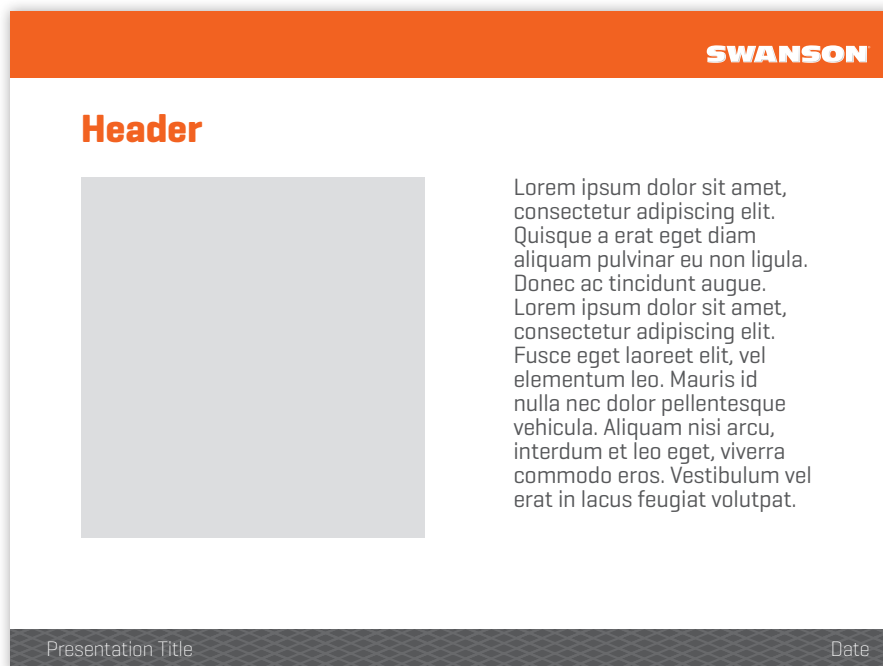 SWANSON
Header
Lorem ipsum dolor sit amet,
consectetur adipiscing elit.
Quisque a erat eget diam
aliquam pulvinar eu non ligula.
Donec ac tincidunt augue.
Lorem ipsum dolor sit amet,
consectetur adipiscing elit.
Fusce eget laoreet elit, vel
elementum leo. Mauris id
nulla nec dolor pellentesque
vehicula. Aliquam nisi arcu,
interdum et leo eget, viverra
commodo eros. Vestibulum vel
erat in lacus feugiat volutpat.
Presentation Title
Date